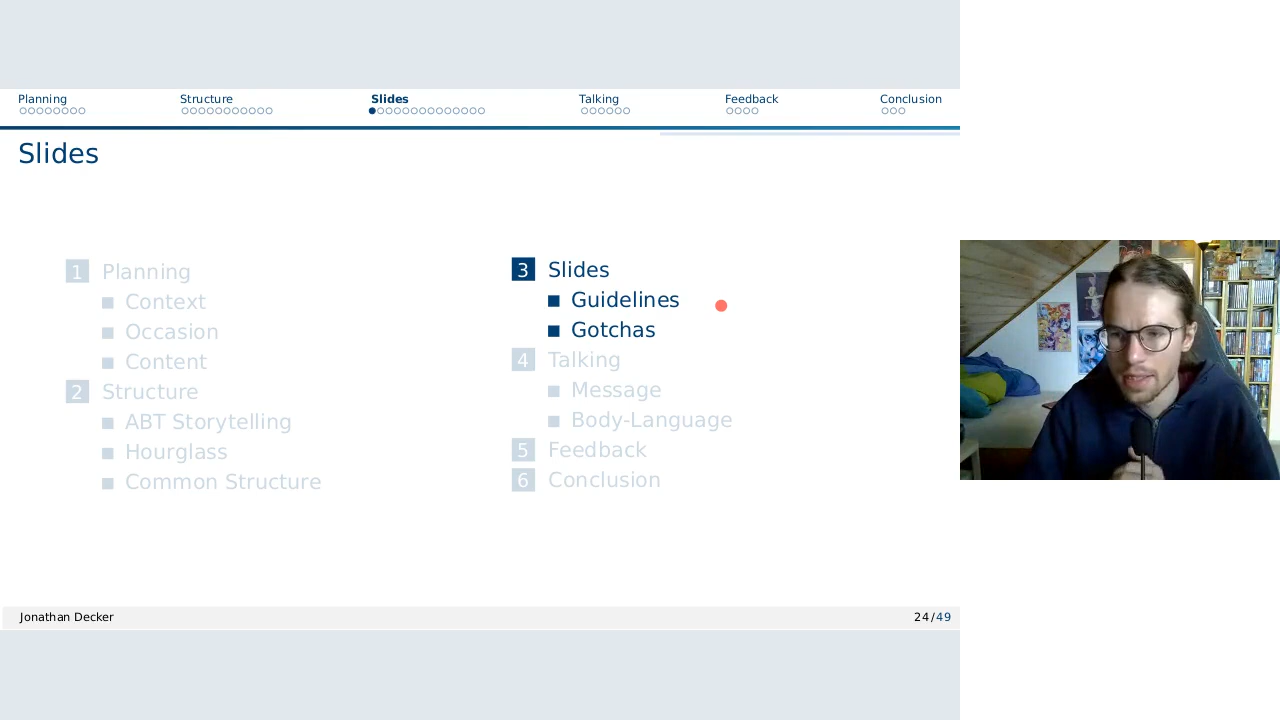 Planning
Structure
Slides
Talking
Feedback
Conclusion
Slides
1 Planning
Context
Occasion
Content
2 Structure
ABT Storytelling
Hourglass
Common Structure
3 Slides
Guidelines
Gotchas
4 Talking
Message
Body-Language
5 Feedback
6 Conclusion
Jonathan Decker
24/49